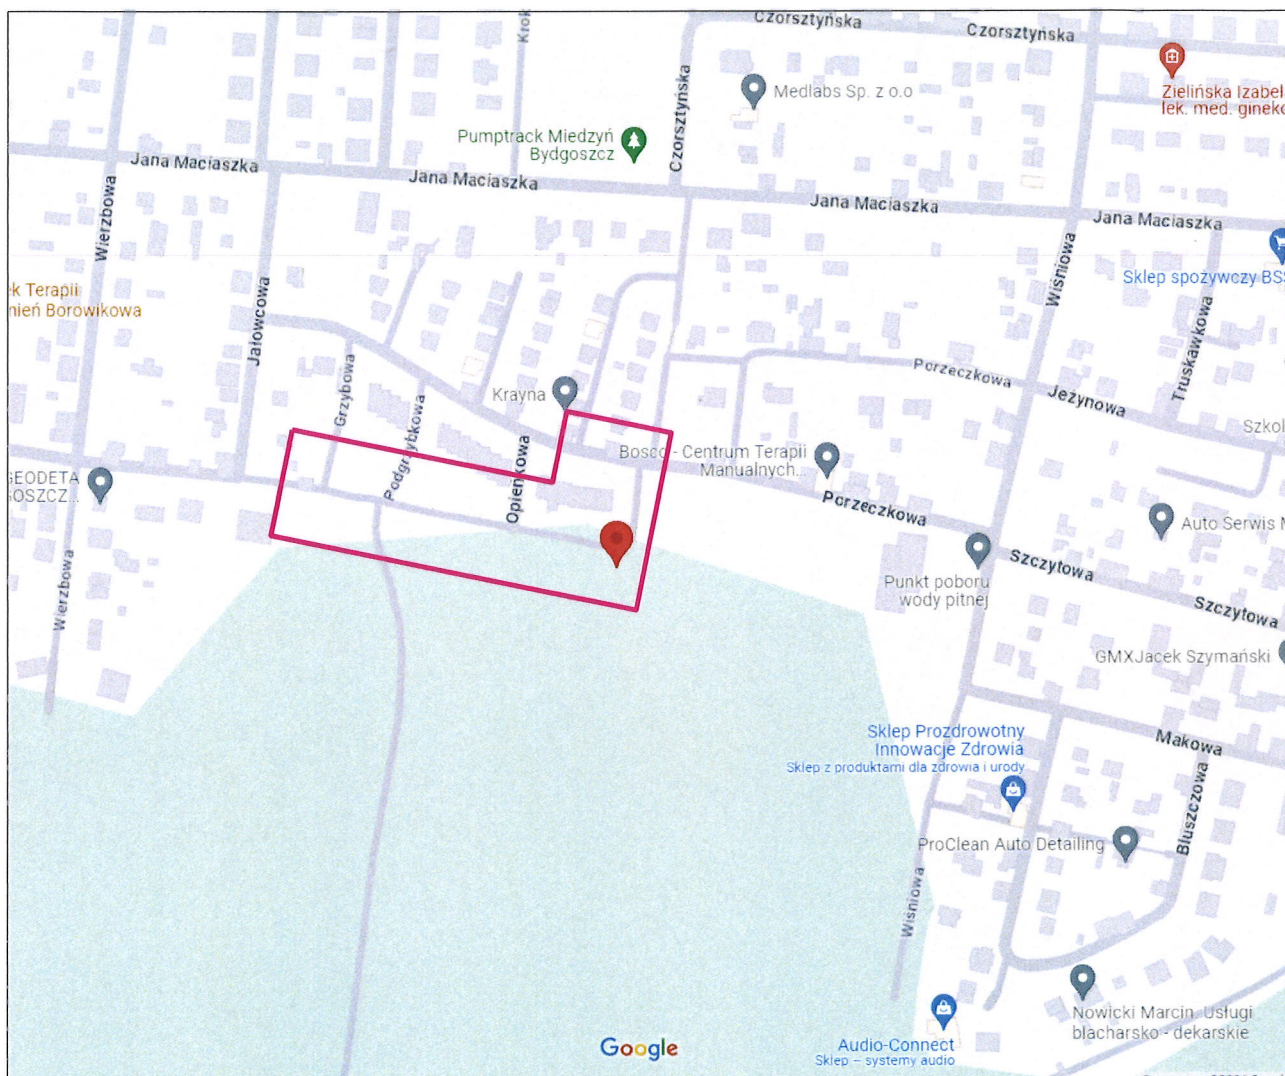 Czorsztyńska
Czorsztyńska
Krok
Zielińska Izabel
lek. med. gineko
Medlabs Sp. z o.o
Czorsztyńska
Pumptrack Miedzyń
Bydgoszcz
Jana Maciaszka
Jana Maciaszka
Jana Maciaszka
Jana Maciaszka
Wierzbowa
Wiśniowa
Sklep spożywczy BSS
ek Terapii
nień Borowikowa
Jałowcowa
Truskawkowa
Grzybowa
Porzeczkowa
Jeżynowa
Krayna
Podgrzybkowa
Opieńkowa
Szkol
Bosco - Centrum Terapii
Manualnych...
GEODETA
GOSZCZ...
Porzeczkowa
Auto Serwis M
Szczytowa
Punkt poboru
wody pitnej
Wierzbowa
Szczytowa
GMXJacek Szymański
Sklep Prozdrowotny
Innowacje Zdrowia
Sklep z produktami dla zdrowia i urody
Makowa
Bluszczowa
ProClean Auto Detailing
Wiśniowa
Nowicki Marcin. Usługi
blacharsko - dekarskie
Audio-Connect
Sklep – systemy audio
Google